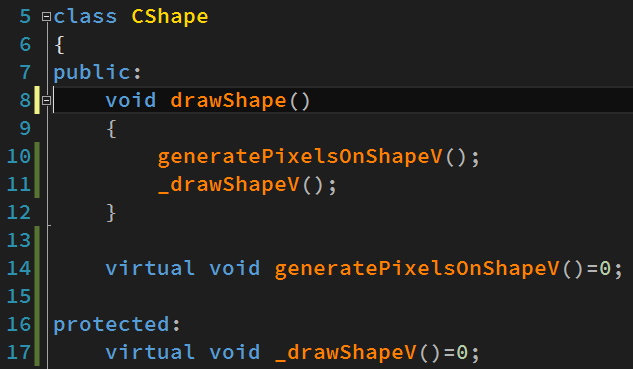 5 class CShape
6 {
7 public:
8     void drawShape()
9     {
10         generatePixelsOnShapeV();
11         _drawShapeV();
12     }
13
14     virtual void generatePixelsOnShapeV()=0;
15
16 protected:
17     virtual void _drawShapeV()=0;